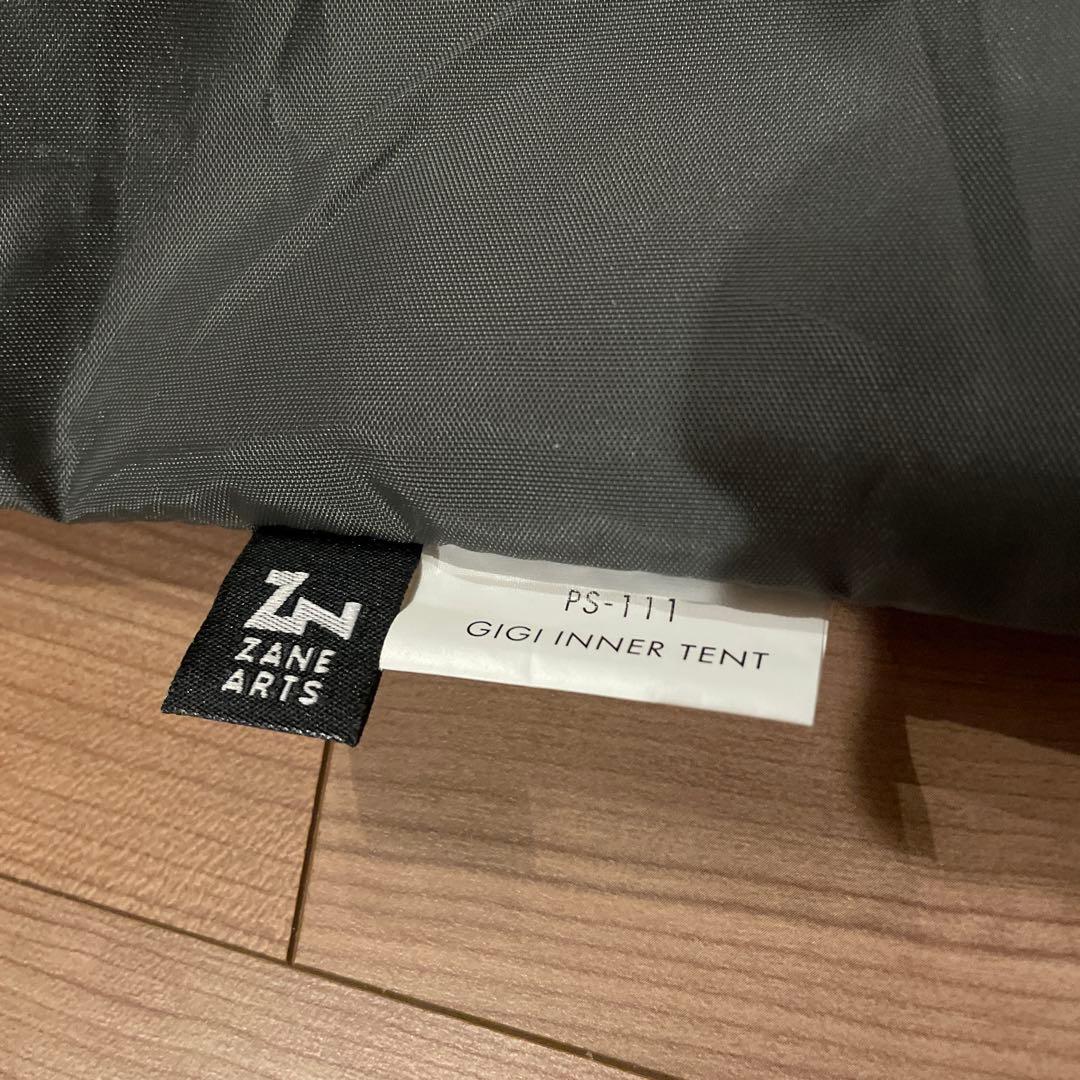 ZN
ZANE
ARTS
PS-111
GIGI INNER TENT